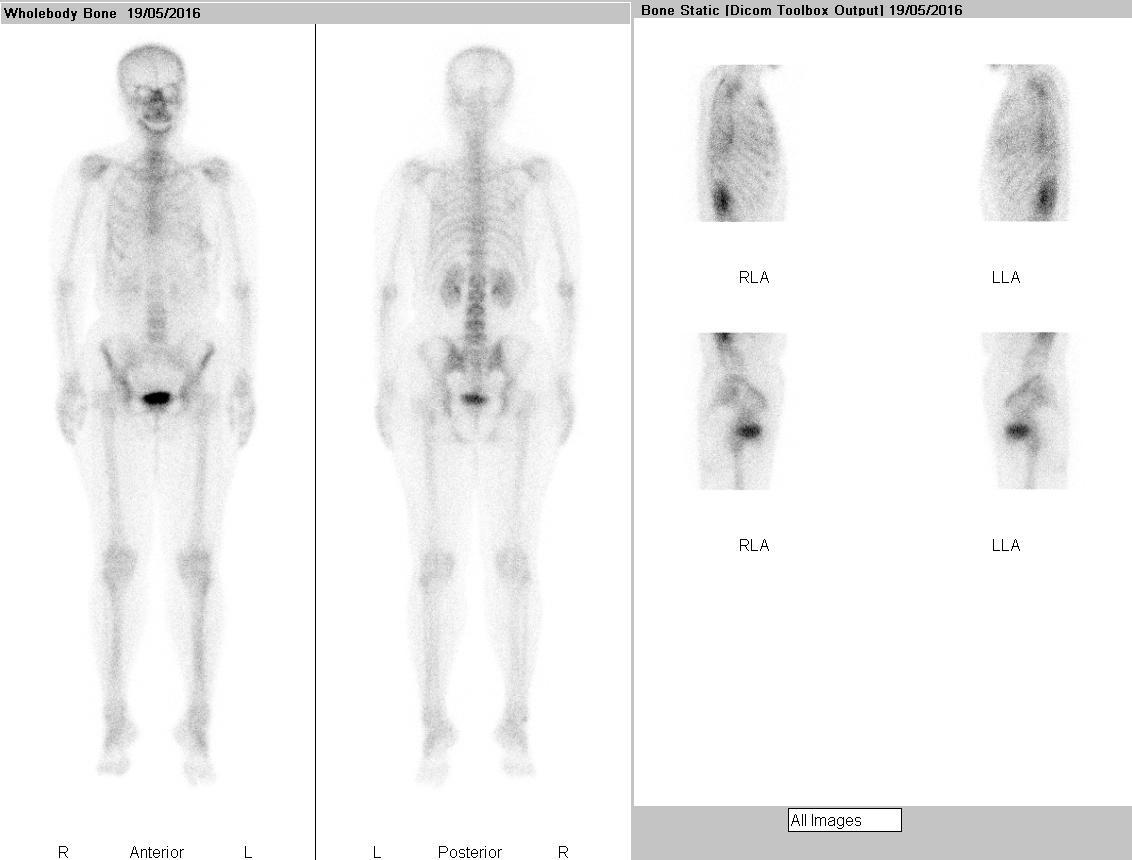 Wholebody Bone 19/05/2016
Bone Static [Dicom Toolbox Output] 19/05/2016
RLA
LLA
RLA
LLA
All Images
R
Anterior
L
L
Posterior
R